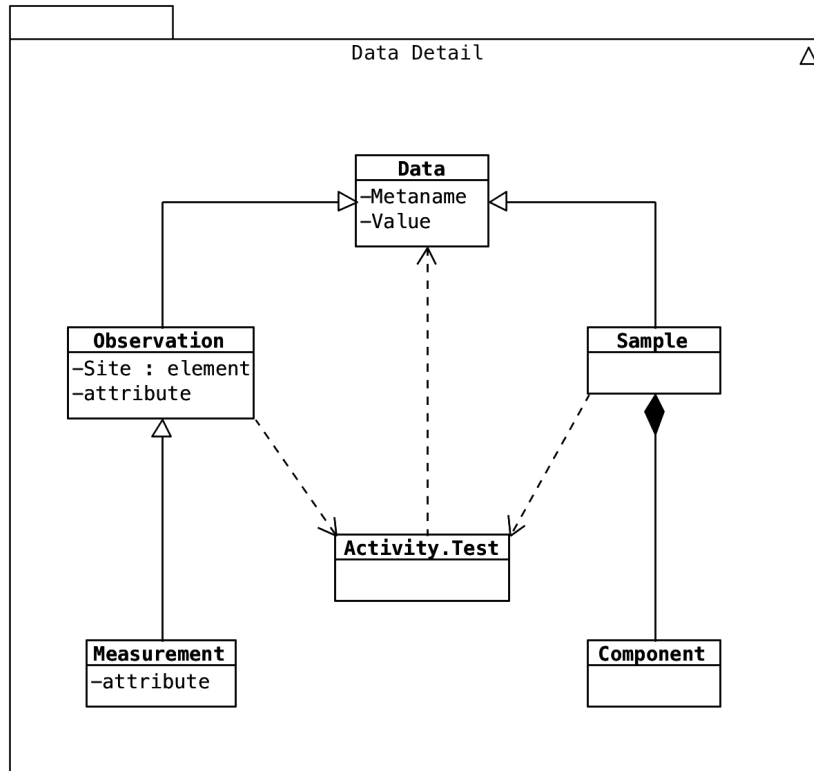 Data Detail
Data
−Metaname
−Value
Observation
−Site : element
−attribute
Sample
Activity.Test
Measurement
−attribute
Component